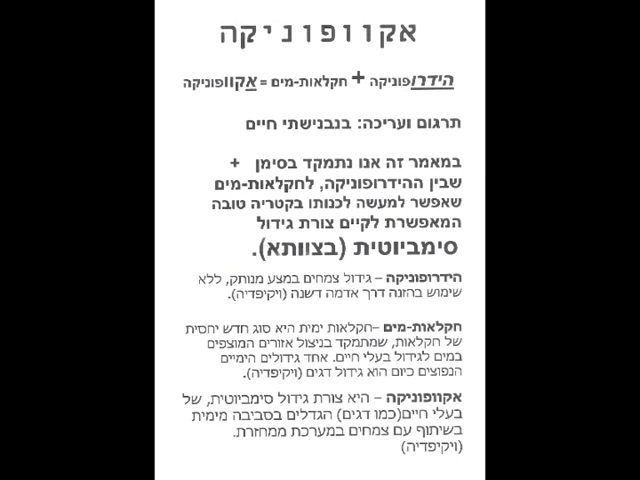 אקוופוניקה
הידרופוניקה + חקלאות-מים = אקוופוניקה
תרגום ועריכה: בנבנישתי חיים
במאמר זה אנו נתמקד בסימן +
שבין ההידרופוניקה, לחקלאות-מים
שאפשר למעשה לכנותו בקטריה טובה
המאפשרת לקיים צורת גידול
סימביוטית (בצוותא).
הידרופוניקה – גידול צמחים במצע מנותק, ללא
שימוש בהזנה דרך אדמה דשנה (ויקיפדיה).
חקלאות-מים –חקלאות ימית היא סוג חדש יחסית
של חקלאות, שמתמקד בניצול אזורים המוצפים
במים לגידול בעלי חיים. אחד גידולים הימיים
הנפוצים כיום הוא גידול דגים (ויקיפדיה).
אקוופוניקה – היא צורת גידול סימביוטית, של
בעלי חיים(כמו דגים) הגדלים בסביבה מימית
בשיתוף עם צמחים במערכת ממחזרת.
(ויקיפדיה)